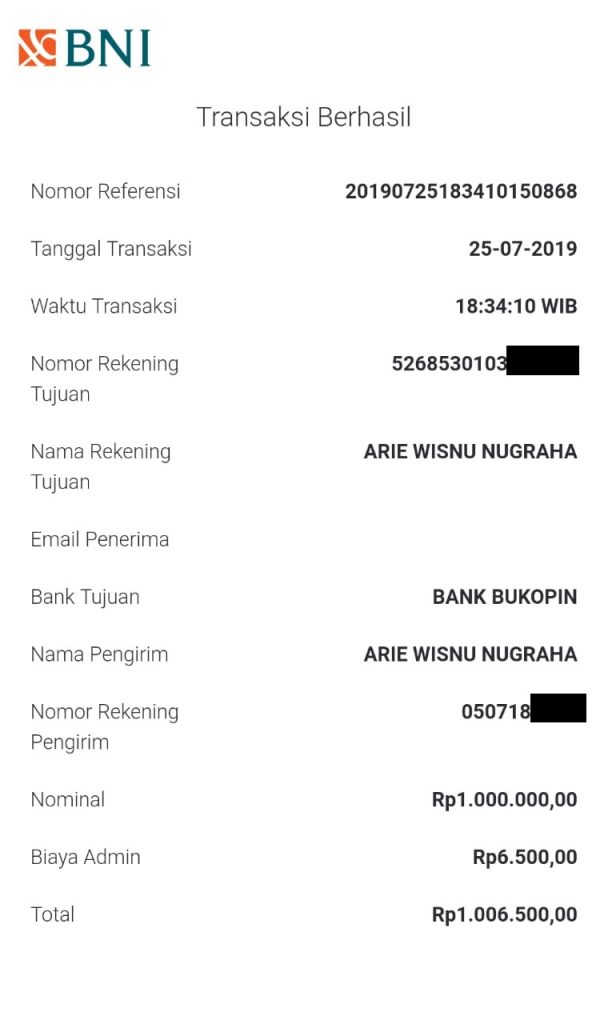 BNI
Transaksi Berhasil
Nomor Referensi 20190725183410150868
Tanggal Transaksi 25-07-2019
Waktu Transaksi 18:34:10 WIB
Nomor Rekening 5268530103
Tujuan
Nama Rekening ARIE WISNU NUGRAHA
Tujuan
Email Penerima
Bank Tujuan BANK BUKOPIN
Nama Pengirim ARIE WISNU NUGRAHA
Nomor Rekening 050718
Pengirim
Nominal Rp1.000.000,00
Biaya Admin Rp6.500,00
Total Rp1.006.500,00